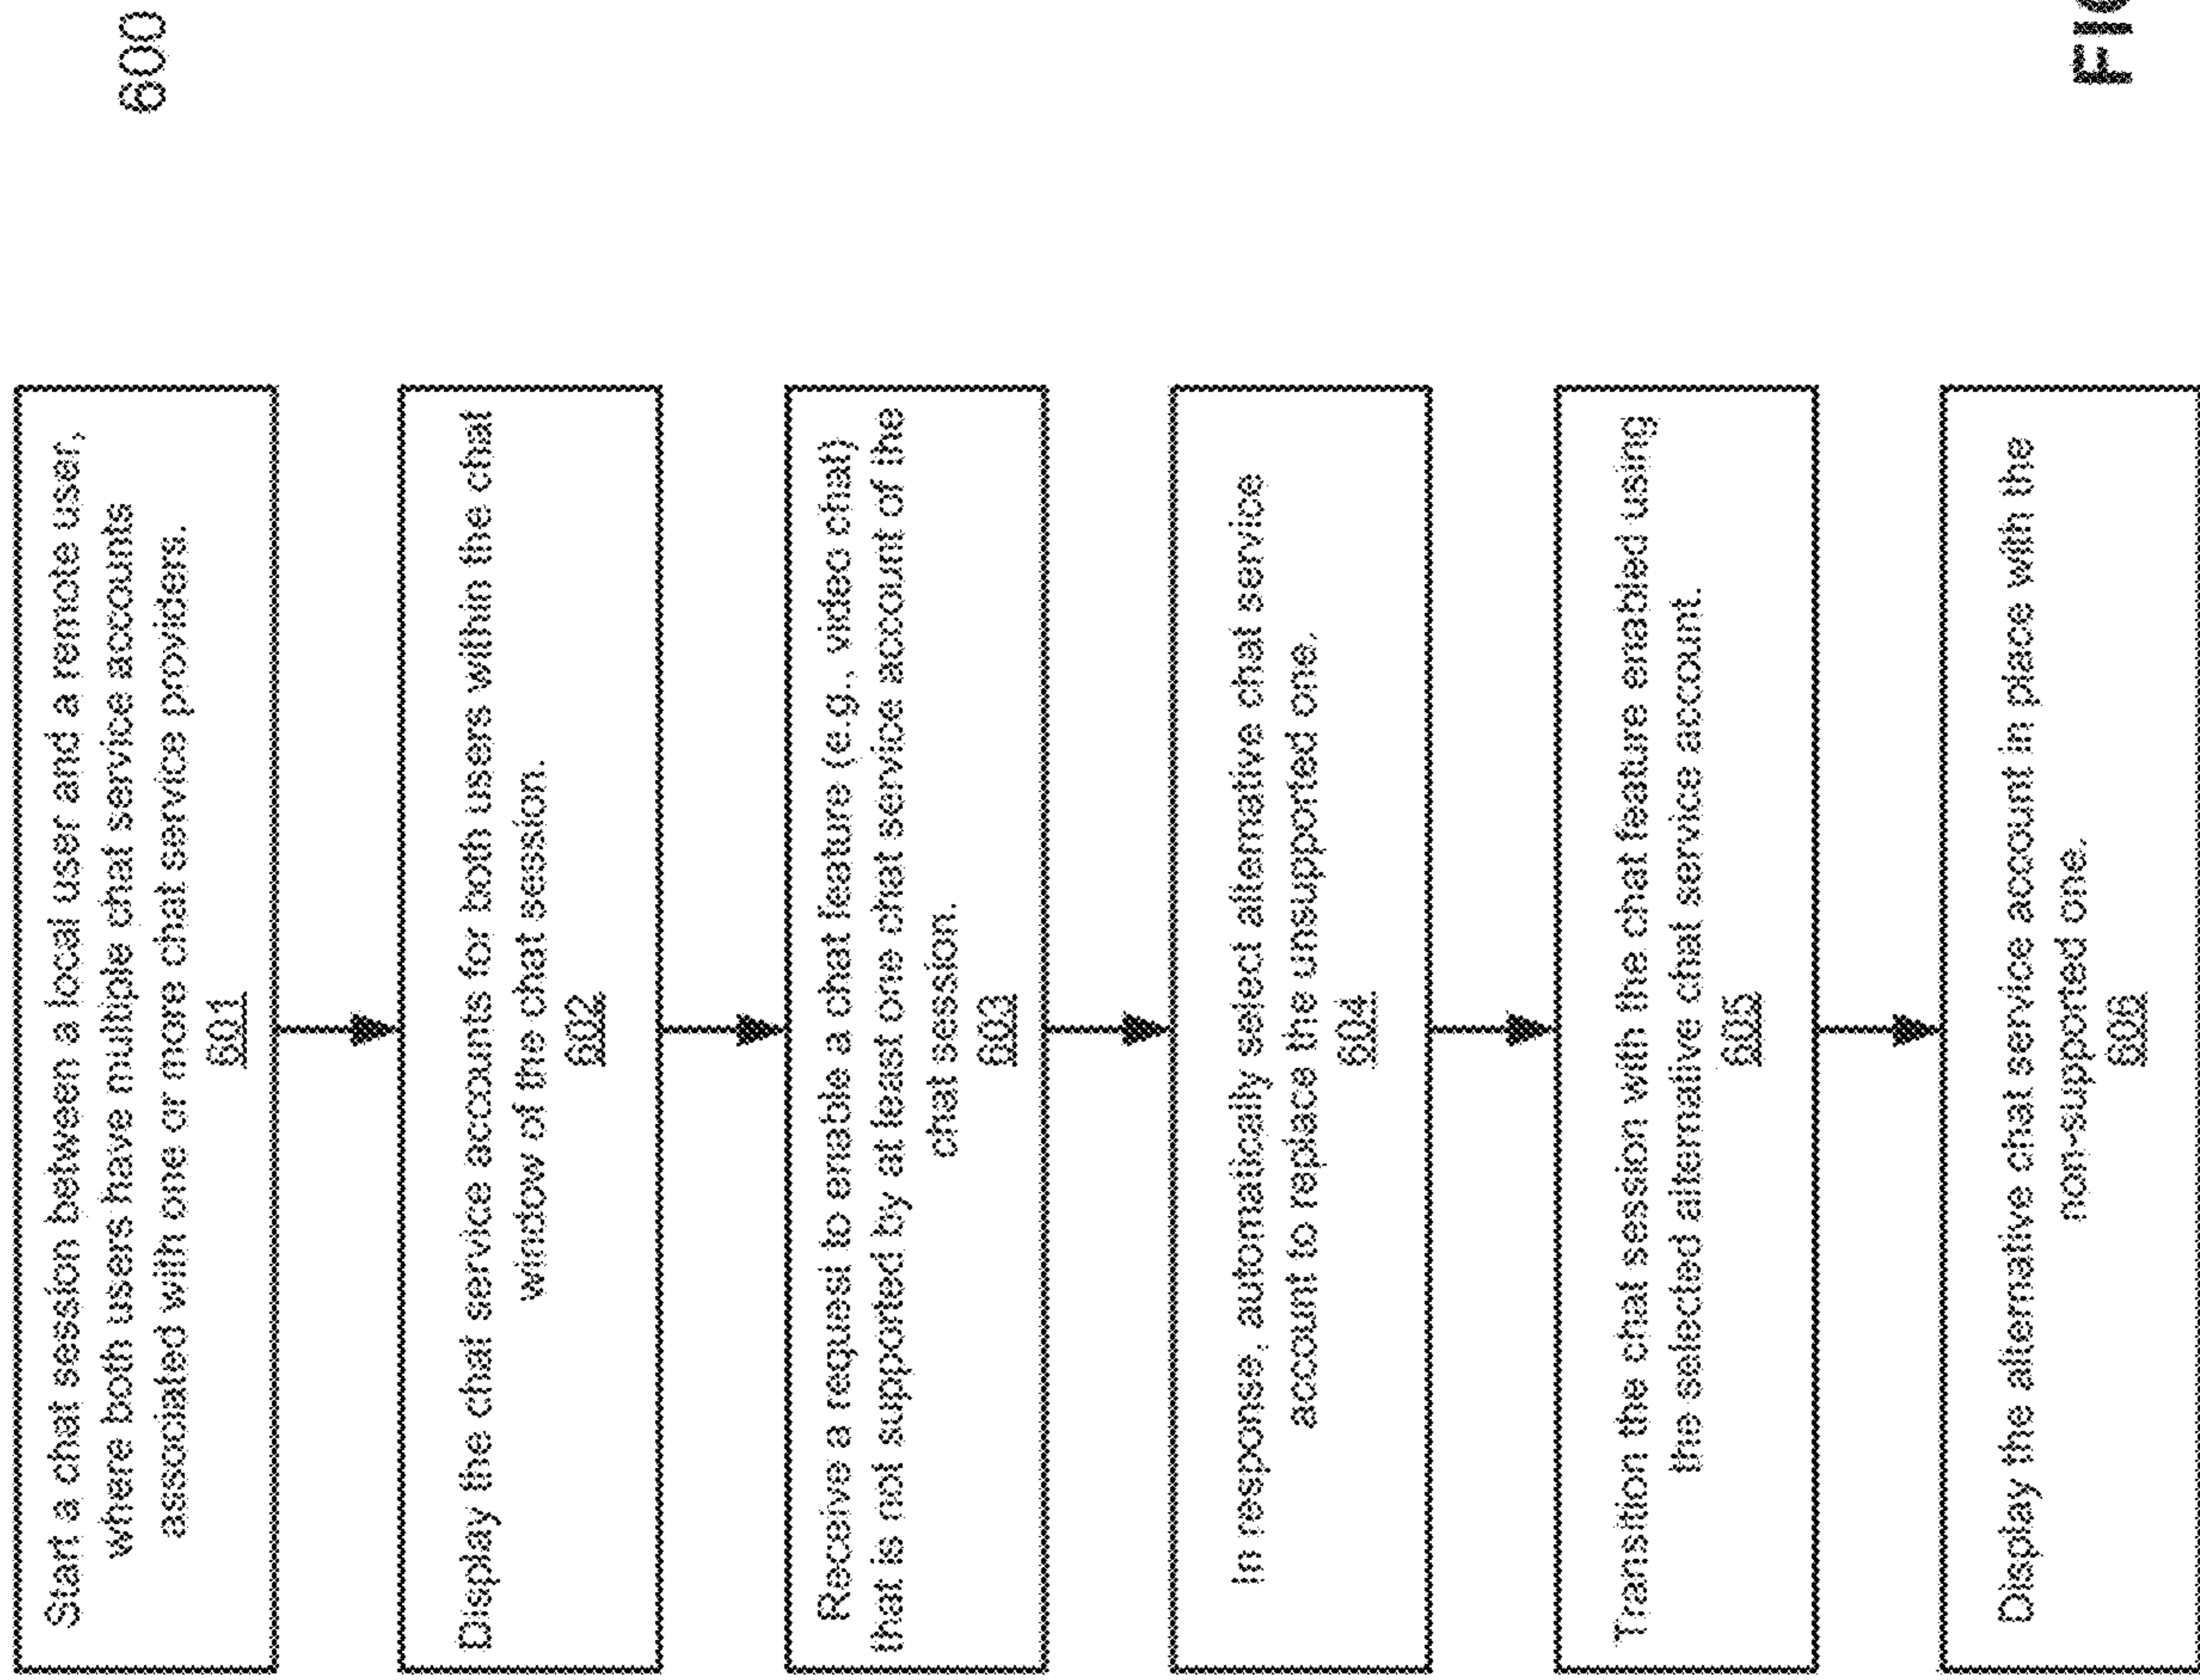 Start a chat session between a local user and a remote user,
where both users have multiple chat service accounts
associated with one or more chat service providers.
601
Display the chat service accounts for both users within the chat
window of the chat session.
602
Receive a request to enable a chat feature (e.g., video chat)
that is not supported by at least one chat service account of the
chat session.
603
In response, automatically select alternative chat service
account to replace the unsupported one.
604
Transition the chat session with the chat feature enabled using
the selected alternative chat service account.
605
Display the alternative chat service account in place with the
non-supported one.
606
600